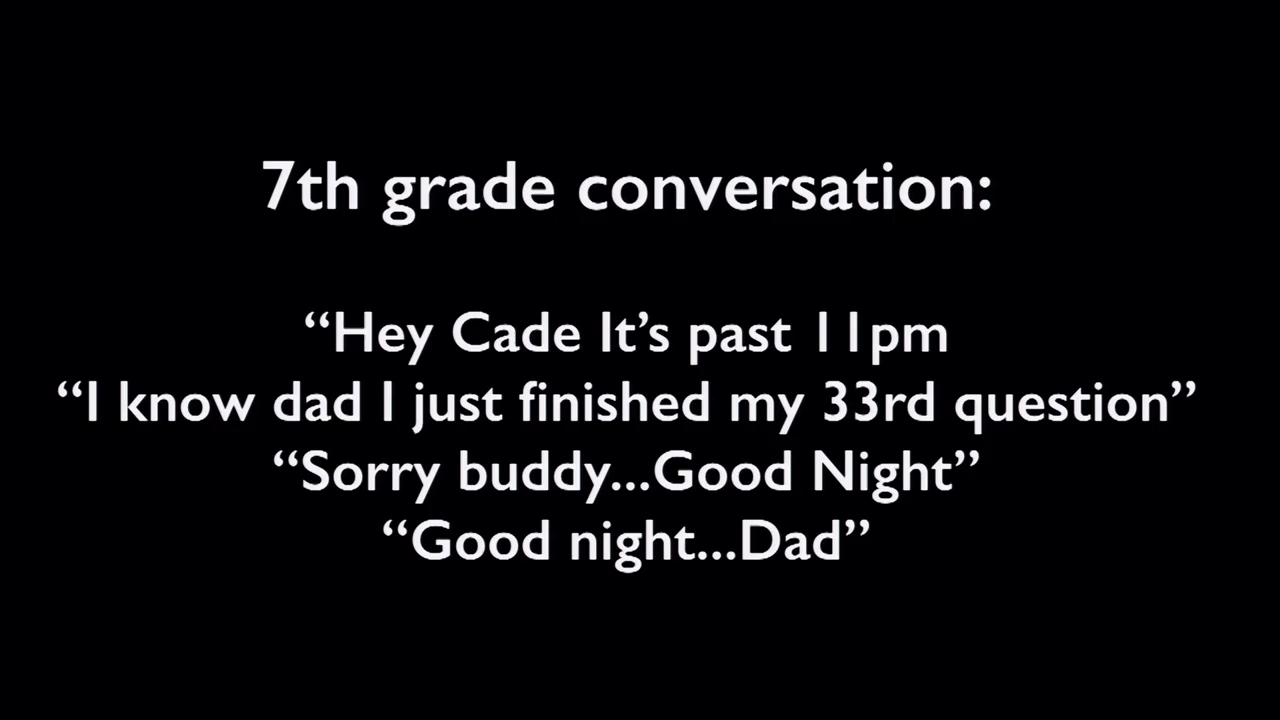 7th grade conversation:
“Hey Cade It’s past 11pm
“I know dad I just finished my 33rd question”
“Sorry buddy...Good Night”
“Good night...Dad”